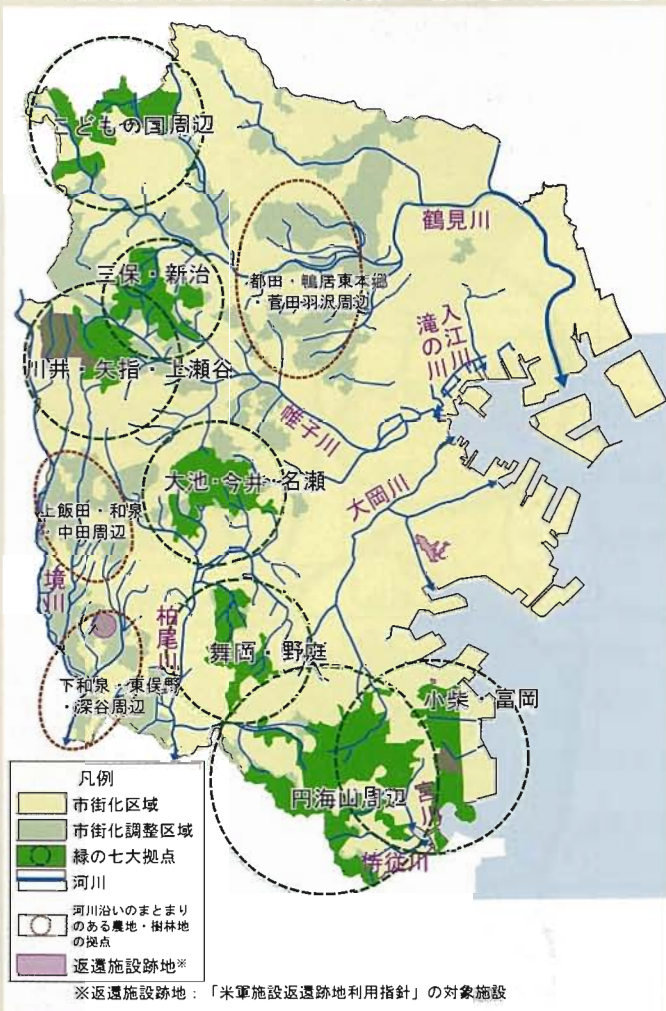 こどもの国周辺
鶴見川
三保・新治
都田・鴨居東本郷
・菅田羽沢周辺
入江川
滝の川
川井・矢指・上瀬谷
帷子川
大池・今井・名瀬
大岡川
上飯田・和泉
・中田周辺
境川
柏尾川
舞岡・野庭
下和泉・東俣野
・深谷周辺
小柴・富岡
円海山周辺
宮川
侍従川
凡例
市街化区域
市街化調整区域
緑の七大拠点
河川
河川沿いのまとまり
のある農地・樹林地
の拠点
返還施設跡地※
※返還施設跡地：「米軍施設返還跡地利用指針」の対象施設